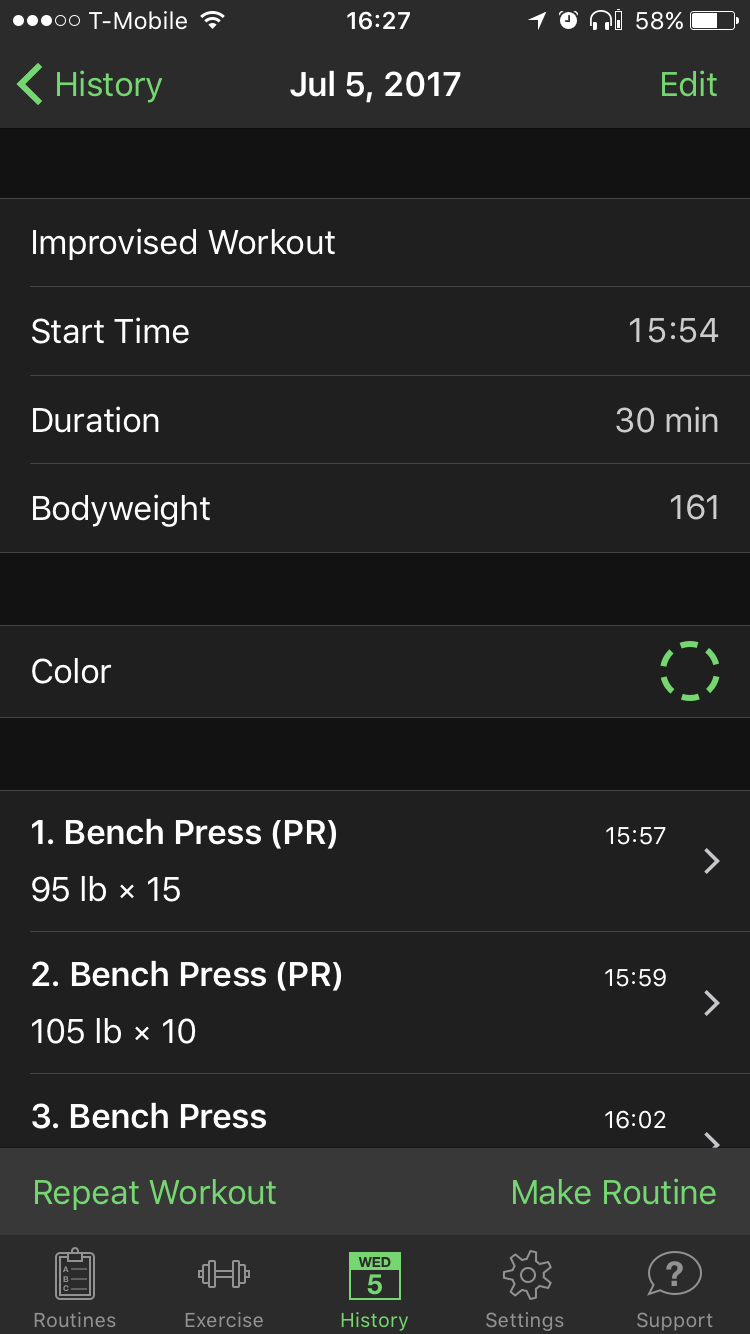 T-Mobile 16:27 58%
History Jul 5, 2017 Edit
Improvised Workout
Start Time 15:54
Duration 30 min
Bodyweight 161
Color
1. Bench Press (PR) 15:57
95 lb × 15
2. Bench Press (PR) 15:59
105 lb × 10
3. Bench Press 16:02
Repeat Workout Make Routine
A
B
C
WED
5
?
Routines Exercise History Settings Support